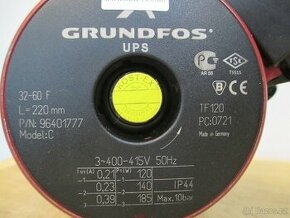 GRUNDFOS
UPS
32-60 F
L= 220 mm
P/N: 96401777
Model:C
TF120
PC:0721
Made in Germany
3~400-415V 50Hz
0,21 120
0,23 140 IP44
0,39 185 Max.10bar